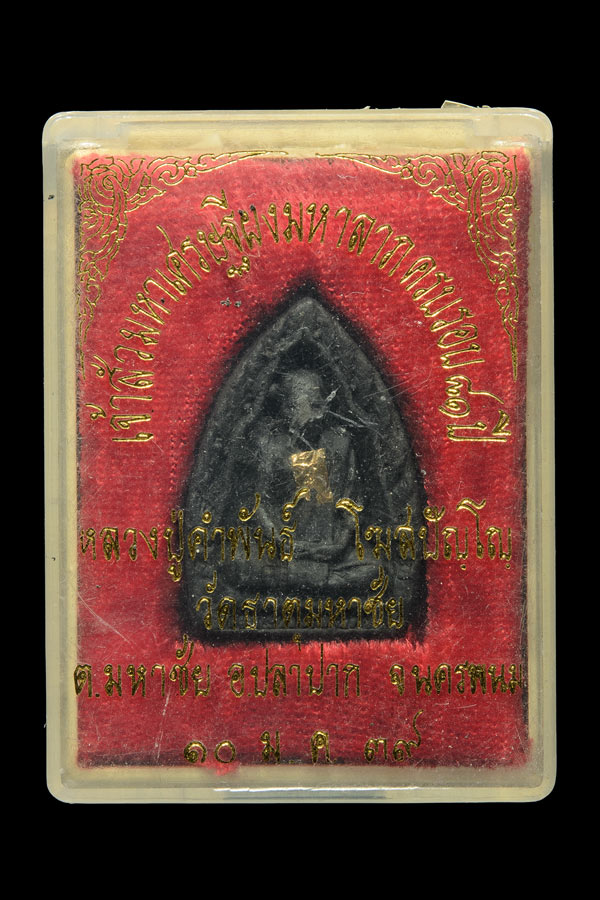 เจ้าสัวมหาเศรษฐีผงมหาลาภ ครบรอบ ๘๑ ปี
หลวงปู่คำพันธ์ โฆสปัญโญ
วัดธาตุมหาชัย
ต.มหาชัย อ.ปลาปาก จ.นครพนม
๑๐ ม ค ๓๙